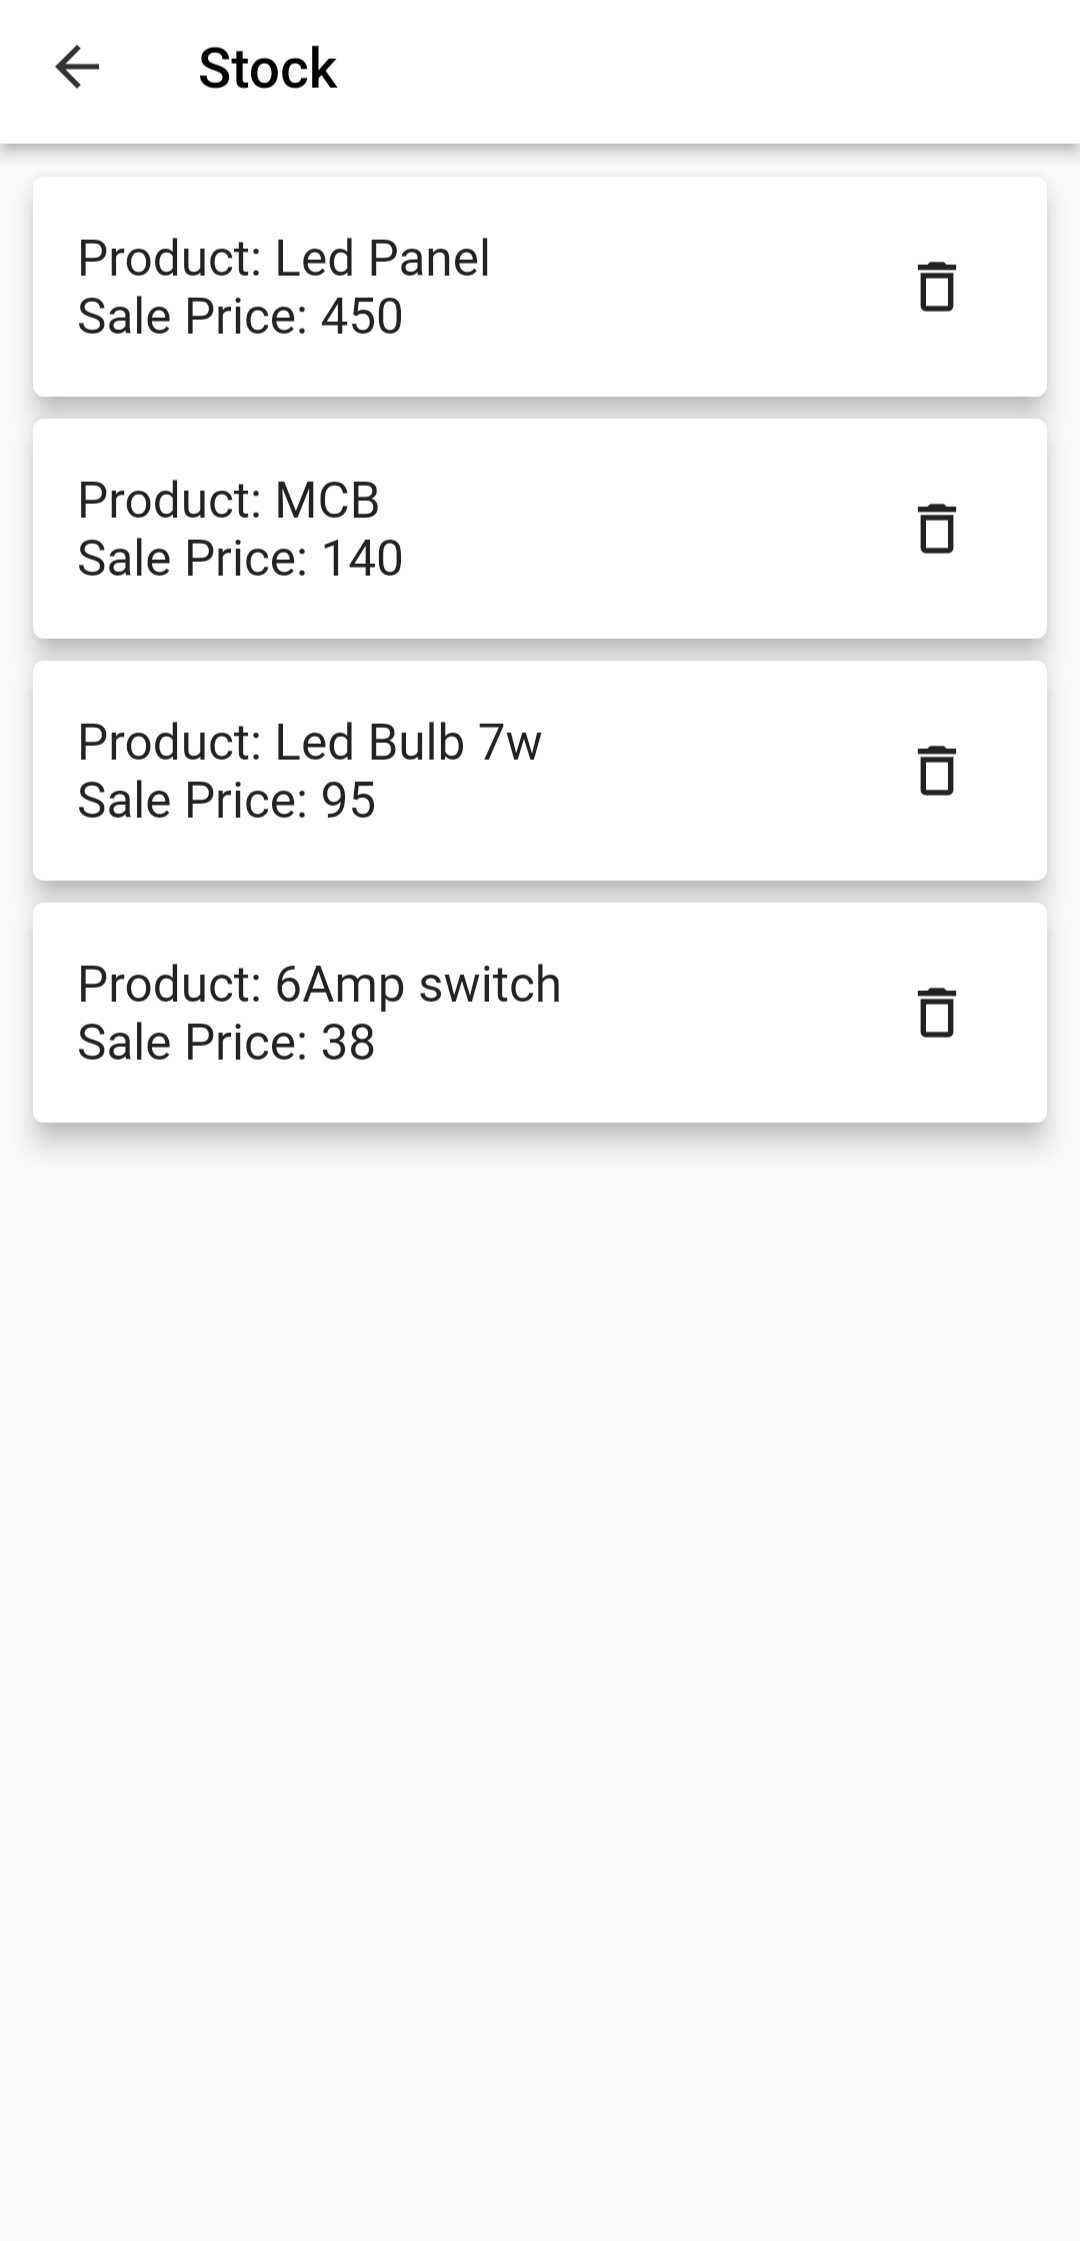 Stock
Product: Led Panel
Sale Price: 450
Product: MCB
Sale Price: 140
Product: Led Bulb 7w
Sale Price: 95
Product: 6Amp switch
Sale Price: 38